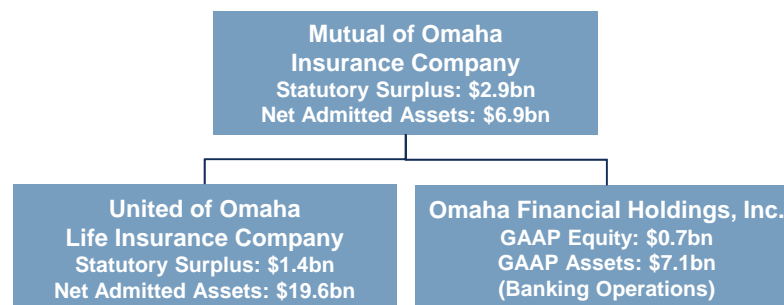 Mutual of Omaha
Insurance Company
Statutory Surplus: $2.9bn
Net Admitted Assets: $6.9bn
United of Omaha
Life Insurance Company
Statutory Surplus: $1.4bn
Net Admitted Assets: $19.6bn
Omaha Financial Holdings, Inc.
GAAP Equity: $0.7bn
GAAP Assets: $7.1bn
(Banking Operations)